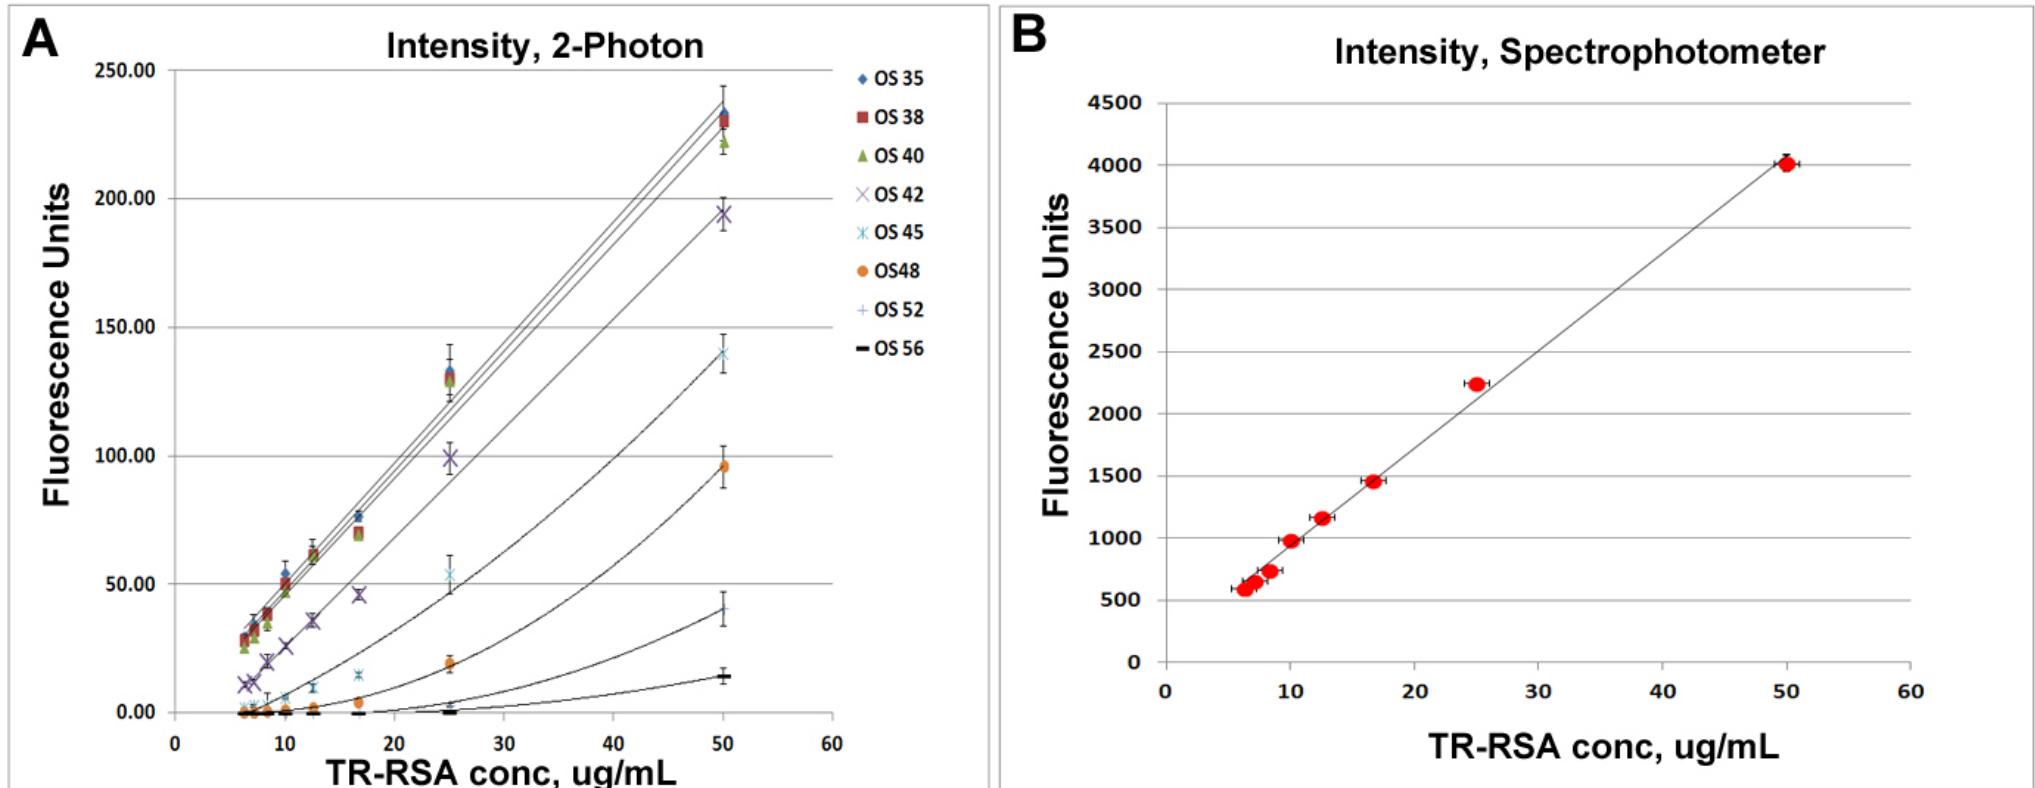 A
Intensity, 2-Photon
250.00
200.00
150.00
100.00
50.00
0.00
Fluorescence Units
0 10 20 30 40 50 60
TR-RSA conc, ug/mL
OS 35
OS 38
OS 40
OS 42
OS 45
OS48
OS 52
OS 56
B
Intensity, Spectrophotometer
4500
4000
3500
3000
2500
2000
1500
1000
500
0
Fluorescence Units
0 10 20 30 40 50 60
TR-RSA conc, ug/mL